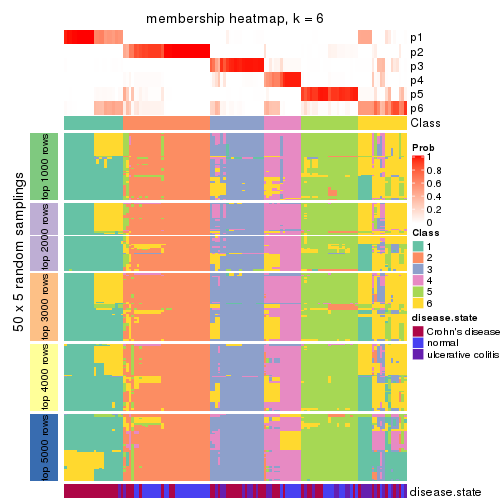 membership heatmap, k = 6
p1
p2
p3
p4
p5
p6
Class
50 x 5 random samplings
top 1000 rows
top 2000 rows
top 3000 rows
top 4000 rows
top 5000 rows
Prob
1
0.8
0.6
0.4
0.2
0
Class
1
2
3
4
5
6
disease.state
Crohn's disease
normal
ulcerative colitis
disease.state